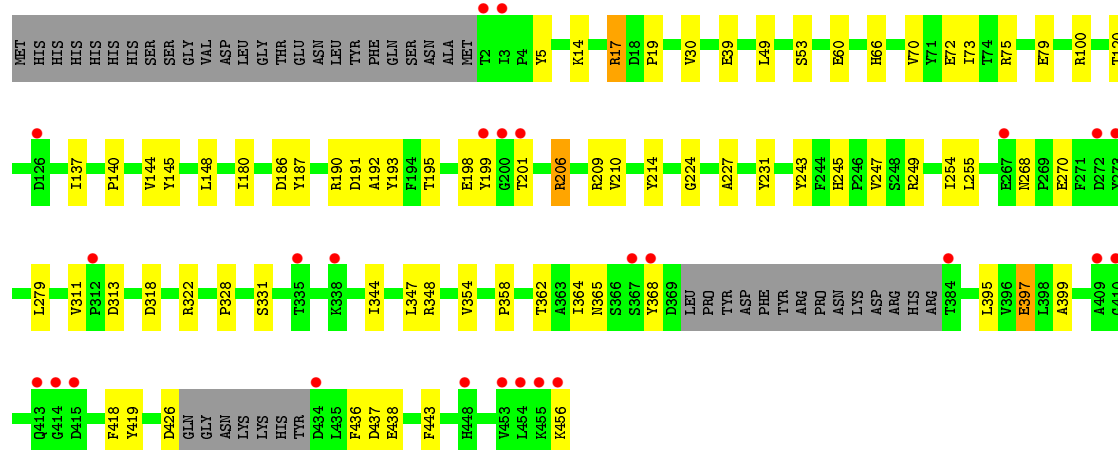 MET HIS HIS HIS HIS HIS HIS SER SER GLY VAL ASP LEU GLY THR GLU ASN LEU TYR PHE GLN SER ASN ALA MET T2 I3 P4 Y5 K14 R17 D18 P19 V30 E39 L49 S53 E60 H66 V70 Y71 E72 I73 T74 R75 E79 R100
D126 I137 P140 V144 Y145 L148 I180 D186 Y187 R190 D191 A192 Y193 F194 T195 E198 Y199 G200 T201 R206 R209 V210 Y214 G224 A227 Y231 Y243 F244 H245 P246 V247 S248 R249 I254 L255 E267 N268 P269 E270 F271 D272
L279 V311 P312 D313 D318 R322 P328 S331 T335 K338 I344 L347 R348 V354 P358 T362 A363 I364 N365 S366 S367 Y368 D369 LEU PRO TYR ASP PHE TYR ARG PRO ASN LYS ASP ARG HIS ARG T384 L395 V396 E397 L398 A399 A409
Q413 G414 D415 F418 Y419 D426 GLN GLY ASN LYS LYS HIS TYR D434 L435 F436 D437 E438 F443 H448 V453 L454 K455 K456